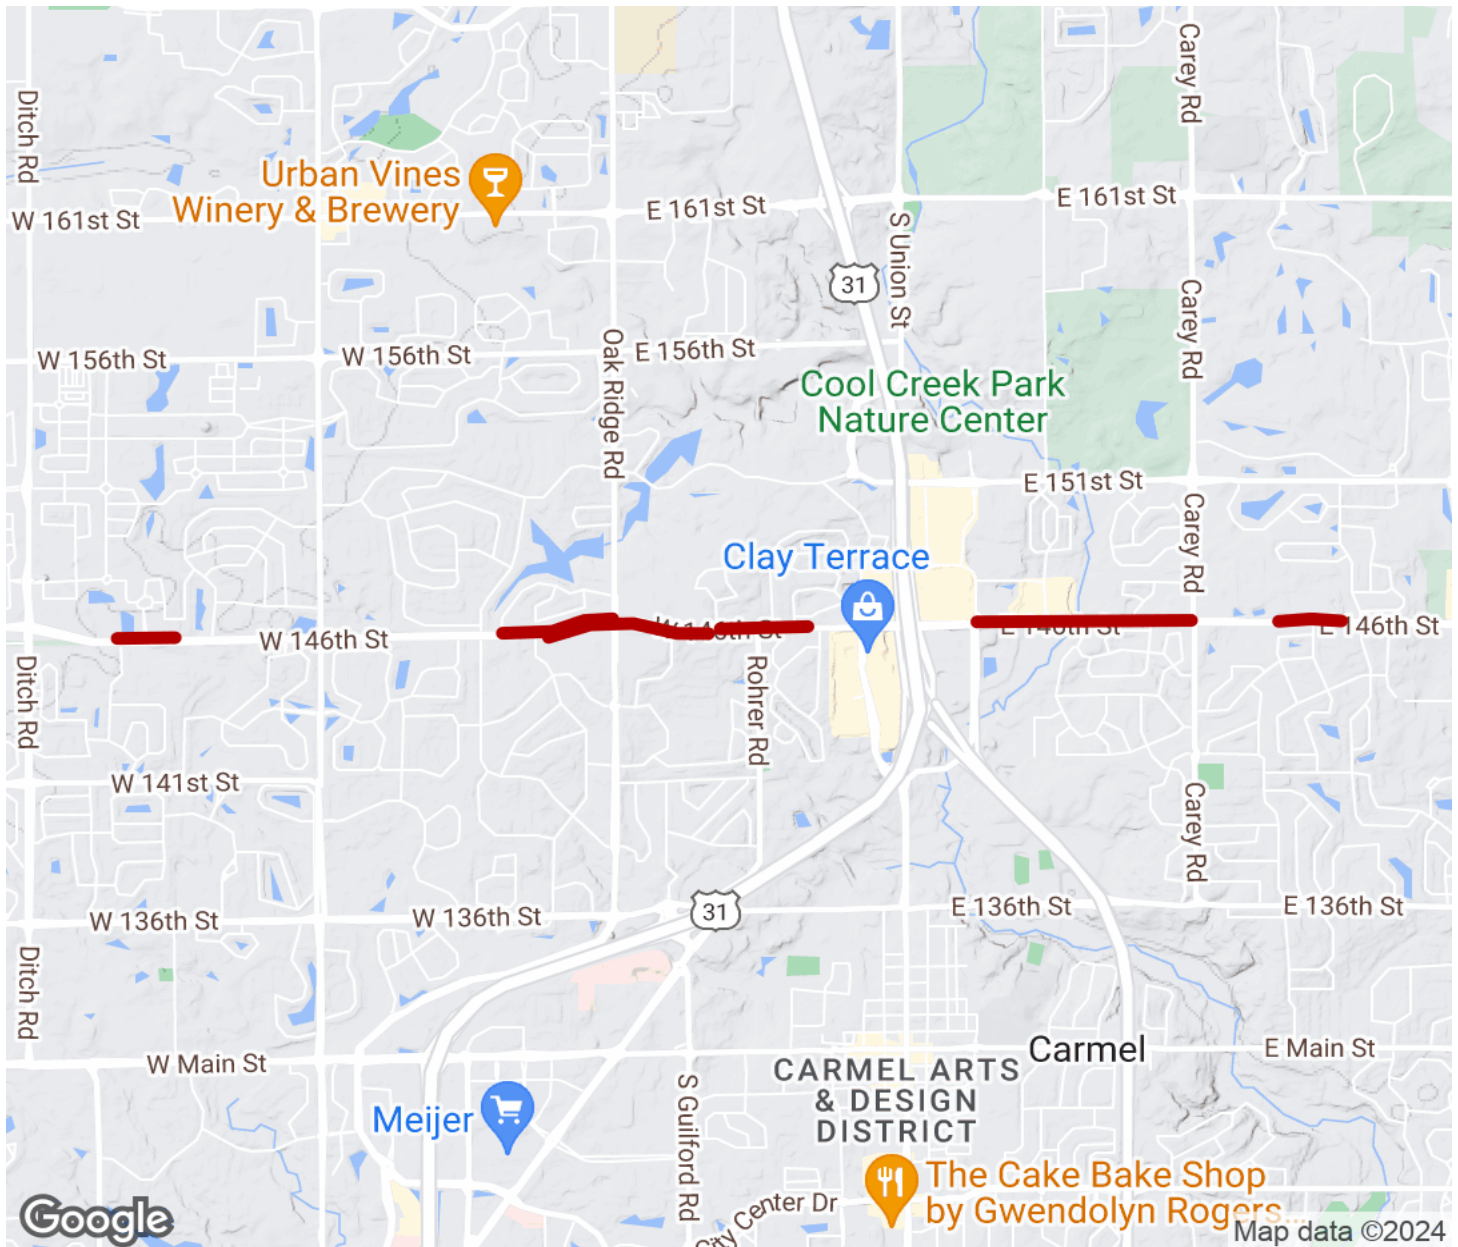 Ditch Rd
Carey Rd
Urban Vines
Winery & Brewery
W 161st St
E 161st St
E 161st St
S Union St
31
Carey Rd
W 156th St
W 156th St
Oak Ridge Rd
E 156th St
Cool Creek Park
Nature Center
E 151st St
Carey Rd
Clay Terrace
W 146th St
W 146th St
E 146th St
E 146th St
Ditch Rd
Rohrer Rd
W 141st St
Carey Rd
W 136th St
W 136th St
31
E 136th St
E 136th St
Ditch Rd
W Main St
Carmel
E Main St
CARMEL ARTS
& DESIGN
DISTRICT
Meijer
S Guilford Rd
The Cake Bake Shop
by Gwendolyn Rogers...
City Center Dr
Google
Map data ©2024